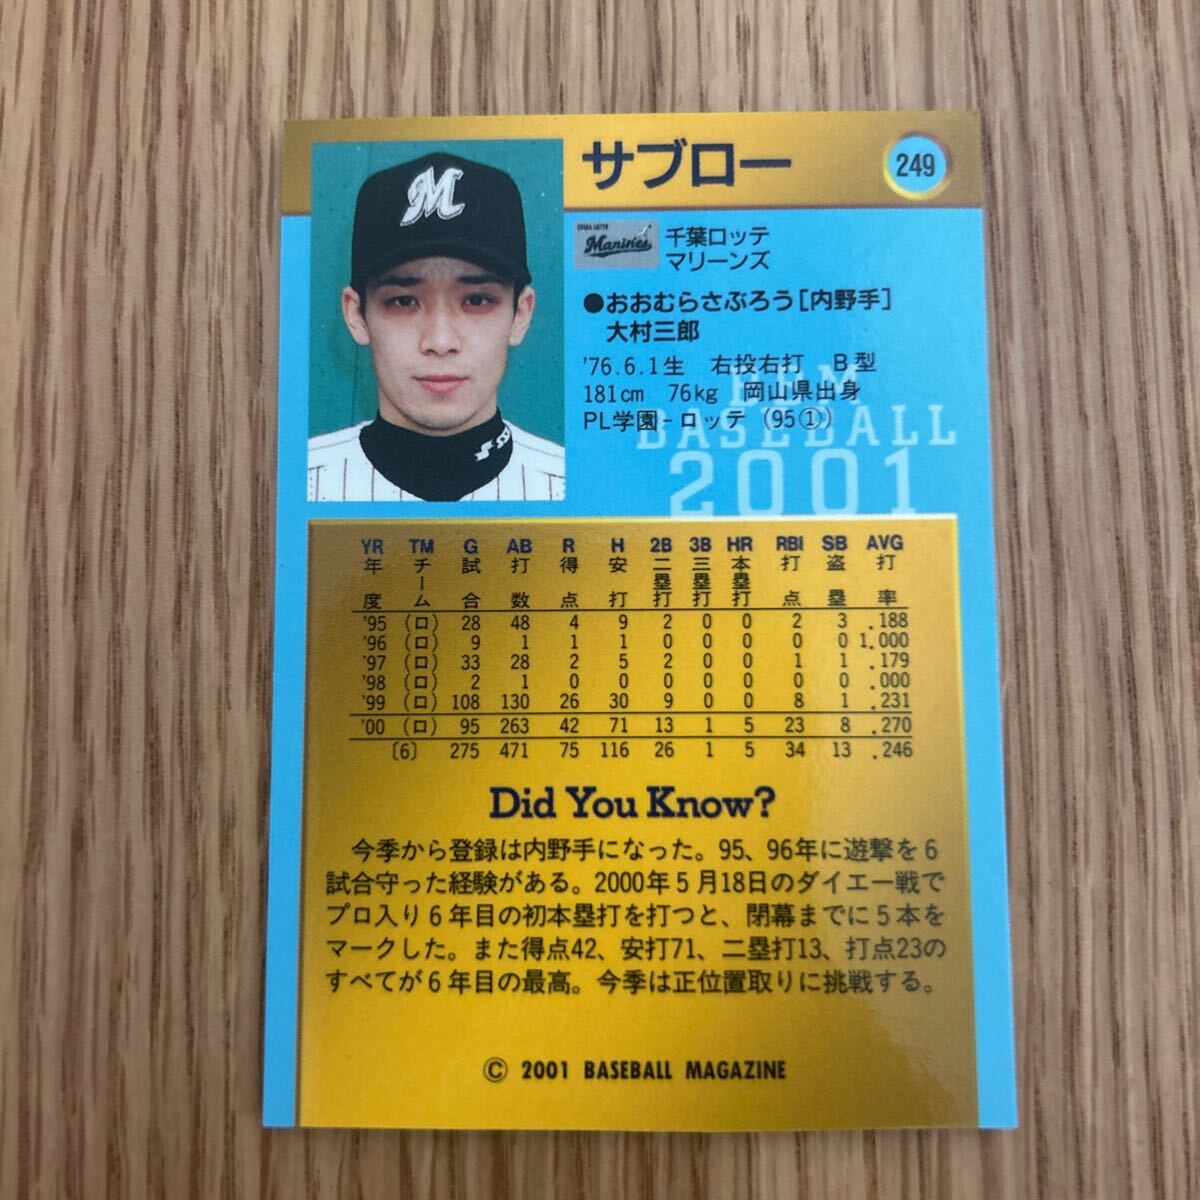 サブロー
249
M
CHIBA LOTTE
Marines
千葉ロッテ
マリーンズ
●おおむらさぶろう[内野手]
大村三郎
'76.6.1生 右投右打 B型
181cm 76kg 岡山県出身
PL学園-ロッテ (95①)
BBM
BASEBALL
2001
YR TM G AB R H 2B 3B HR RBI SB AVG
年度 チーム 試合 打数 得点 安打 二塁打 三塁打 本塁打 打点 盗塁 打率
'95 (ロ) 28 48 4 9 2 0 0 2 3 .188
'96 (ロ) 9 1 1 1 0 0 0 0 0 1.000
'97 (ロ) 33 28 2 5 2 0 0 1 1 .179
'98 (ロ) 2 1 0 0 0 0 0 0 0 .000
'99 (ロ) 108 130 26 30 9 0 0 8 1 .231
'00 (ロ) 95 263 42 71 13 1 5 23 8 .270
[6] 275 471 75 116 26 1 5 34 13 .246
Did You Know?
今季から登録は内野手になった。95、96年に遊撃を6
試合守った経験がある。2000年5月18日のダイエー戦で
プロ入り6年目の初本塁打を打つと、閉幕までに5本を
マークした。また得点42、安打71、二塁打13、打点23の
すべてが6年目の最高。今季は正位置取りに挑戦する。
© 2001 BASEBALL MAGAZINE